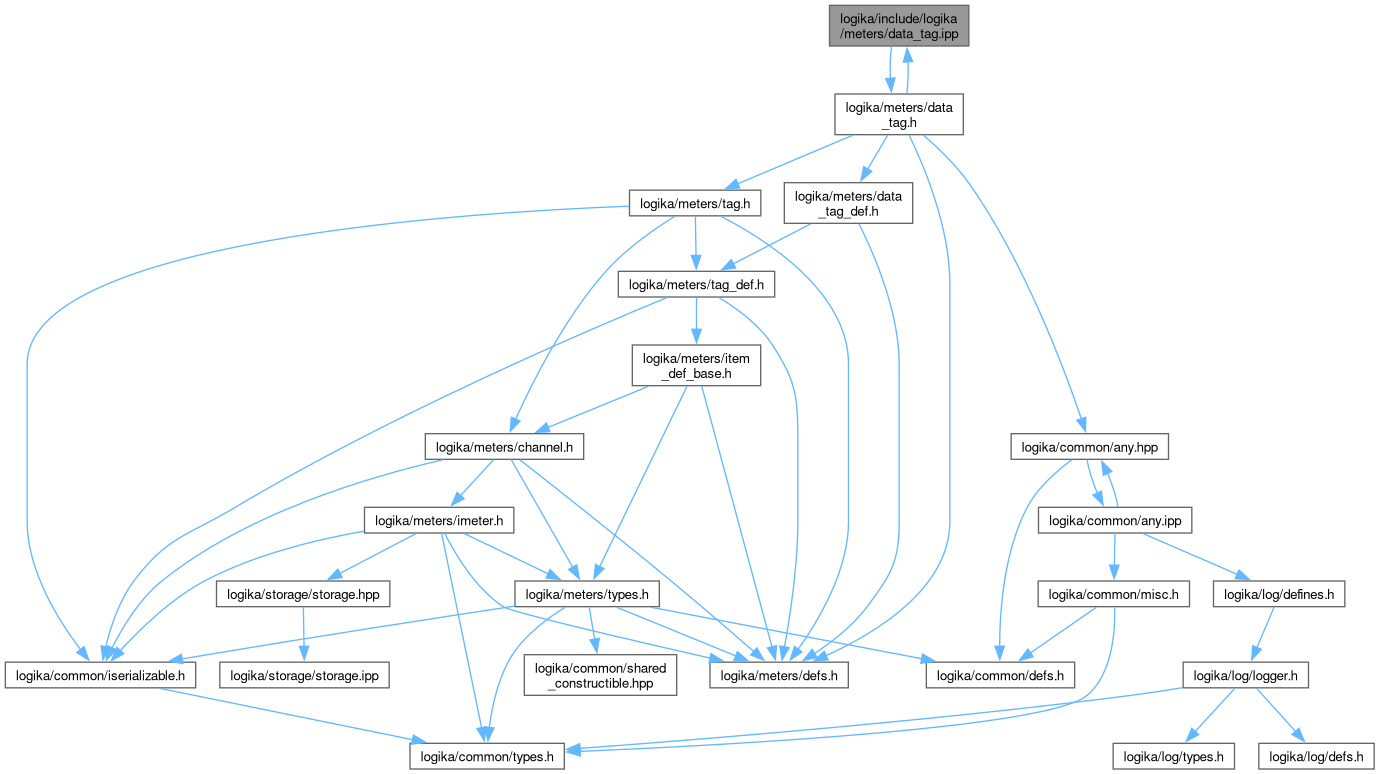 logika/include/logika
/meters/data_tag.ipp
logika/meters/data
_tag.h
logika/meters/tag.h
logika/meters/data
_tag_def.h
logika/meters/tag_def.h
logika/meters/item
_def_base.h
logika/meters/channel.h
logika/common/any.hpp
logika/meters/imeter.h
logika/common/any.ipp
logika/storage/storage.hpp
logika/meters/types.h
logika/common/misc.h
logika/log/defines.h
logika/common/iserializable.h
logika/storage/storage.ipp
logika/common/shared
_constructible.hpp
logika/meters/defs.h
logika/common/defs.h
logika/log/logger.h
logika/common/types.h
logika/log/types.h
logika/log/defs.h